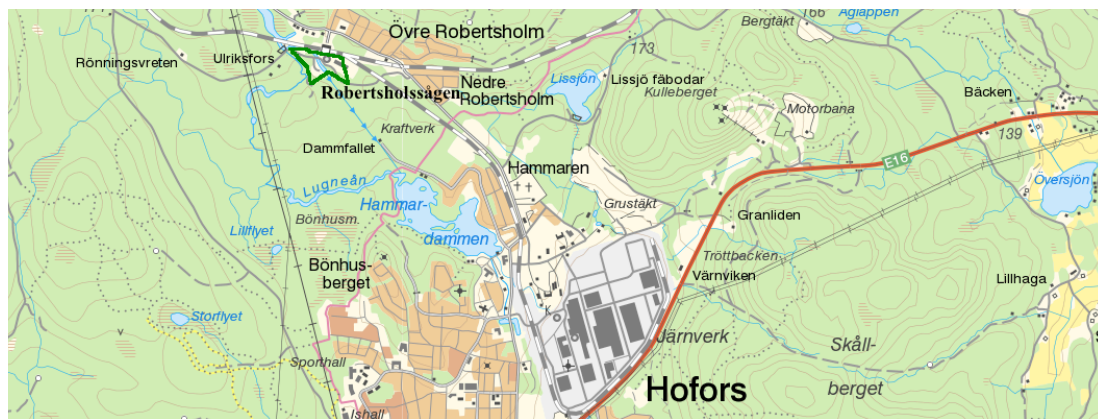 166
Aglappen
Bergtäkt
Övre Robertsholm
173
Ulriksfors
Rönningsvreten
Lissjön
Lissjö fäbodar
Kulleberget
Nedre
Robertsholm
Robertsholssågen
Bäcken
Motorbana
Kraftverk
139
Dammfallet
E16
Hammaren
Lugneån
Översjön
Hammar-
dammen
Grustäkt
Granliden
Bönhusm.
Lillflyet
Tröttbacken
Bönhus-
berget
Värnviken
Lillhaga
Storflyet
K
Järnverk
Skåll-
berget
Sporthall
Hofors
Ishall